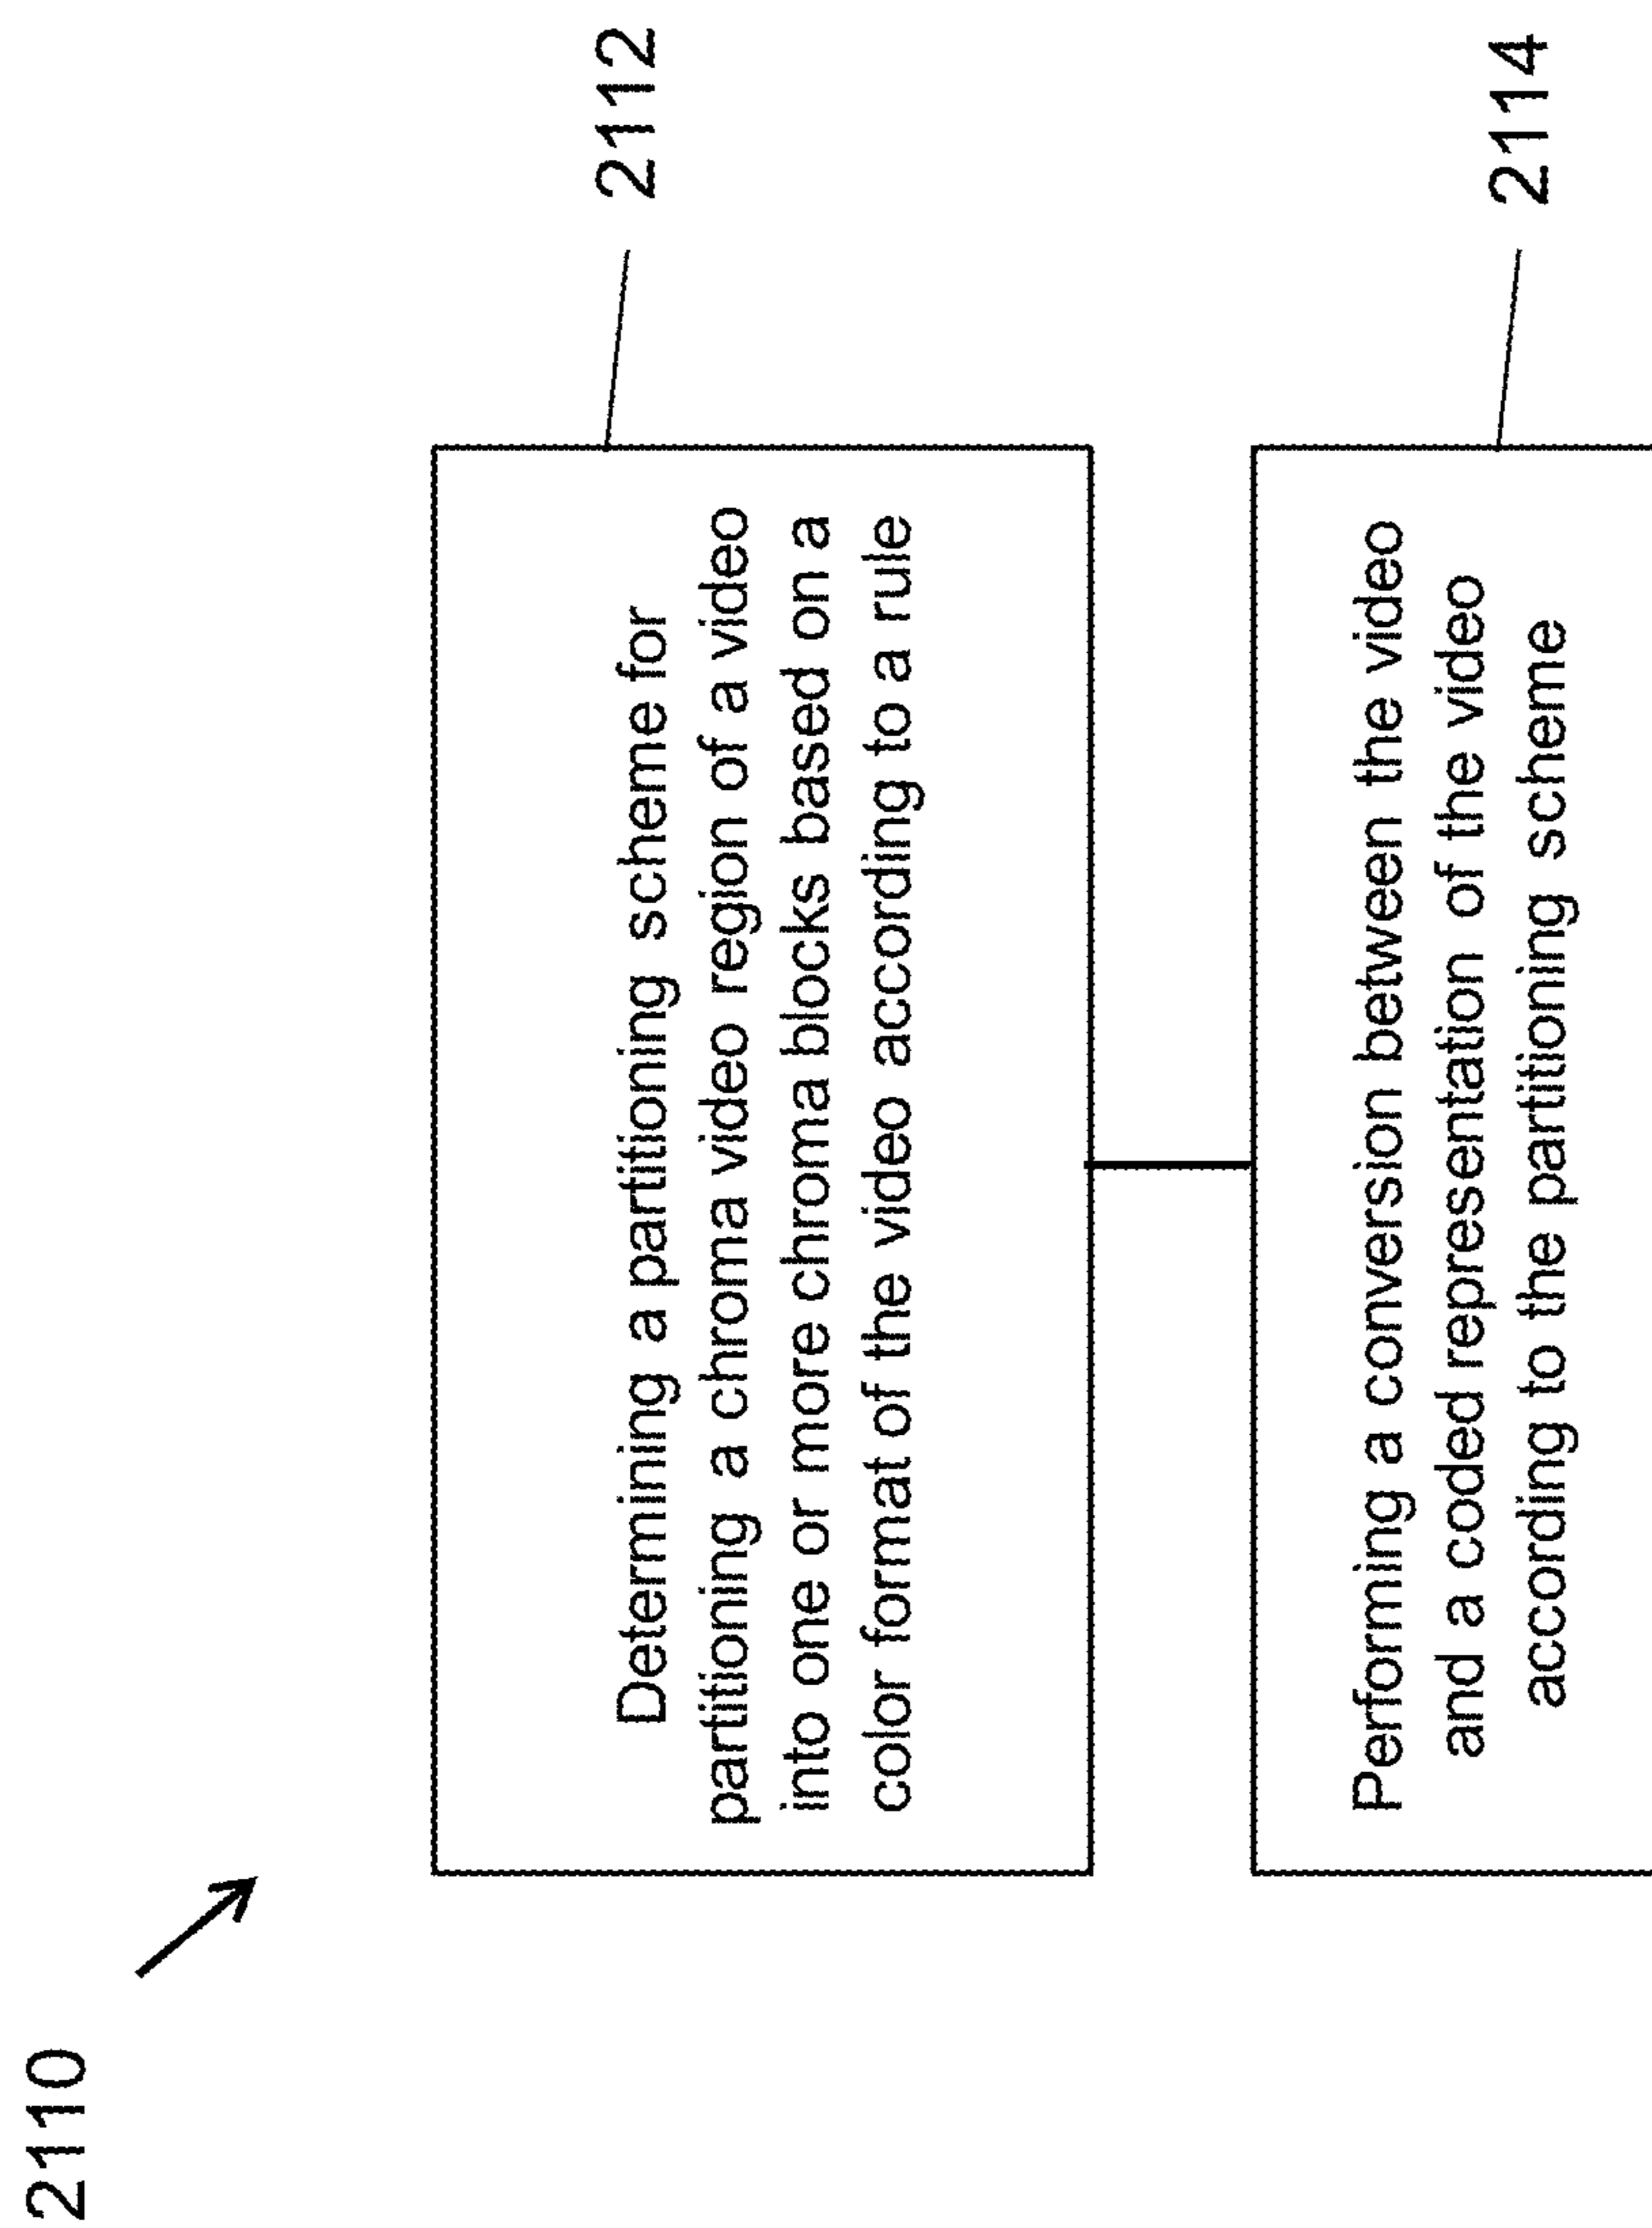 2110
Determining a partitioning scheme for
partitioning a chroma video region of a video
into one or more chroma blocks based on a
color format of the video according to a rule
2112
Performing a conversion between the video
and a coded representation of the video
according to the partitioning scheme
2114